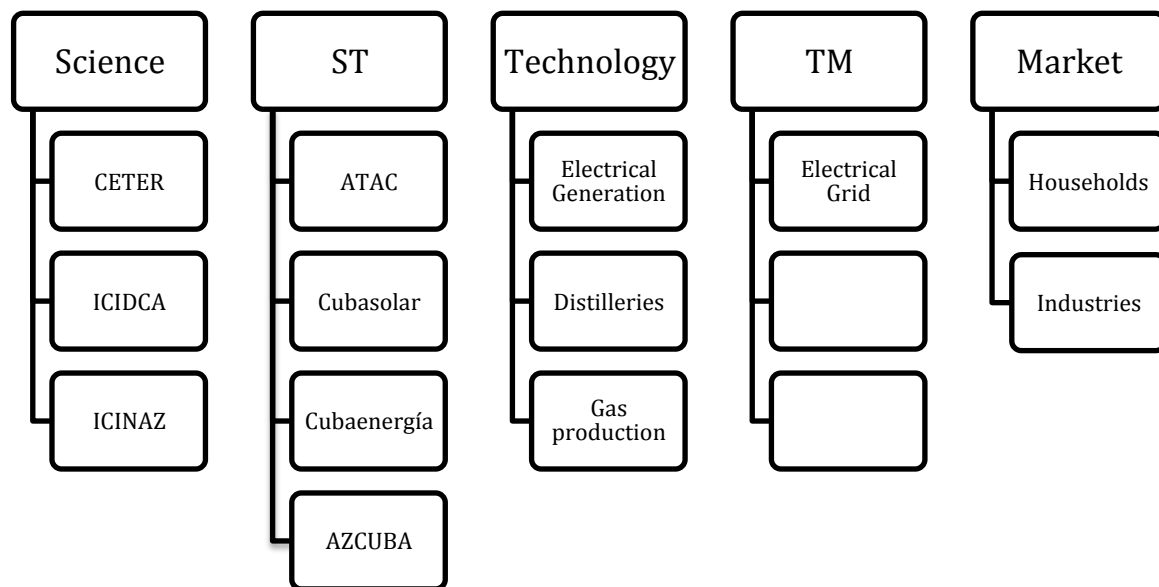 Science
CETER
ICIDCA
ICINAZ
ST
ATAC
Cubasolar
Cubaenergía
AZCUBA
Technology
Electrical
Generation
Distilleries
Gas
production
TM
Electrical
Grid
Market
Households
Industries